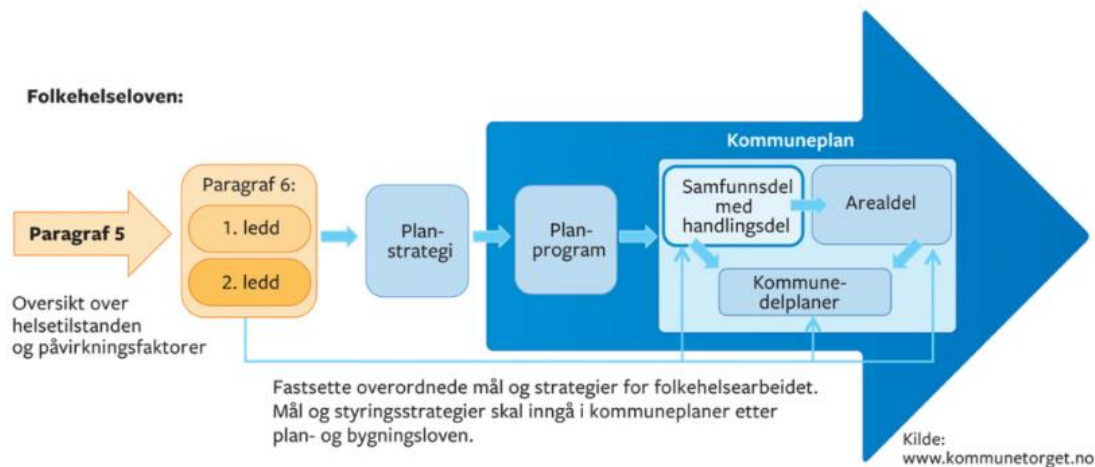 Folkehelseloven:
Paragraf 5
Oversikt over
helsetilstanden
og påvirkningsfaktorer
Paragraf 6:
1. ledd
2. ledd
Plan-
strategi
Plan-
program
Kommuneplan
Samfunnsdel
med
handlingsdel
Arealdel
Kommune-
delplaner
Fastsette overordnede mål og strategier for folkehelsearbeidet.
Mål og styringsstrategier skal inngå i kommuneplaner etter
plan- og bygningsloven.
Kilde:
www.kommunetorget.no